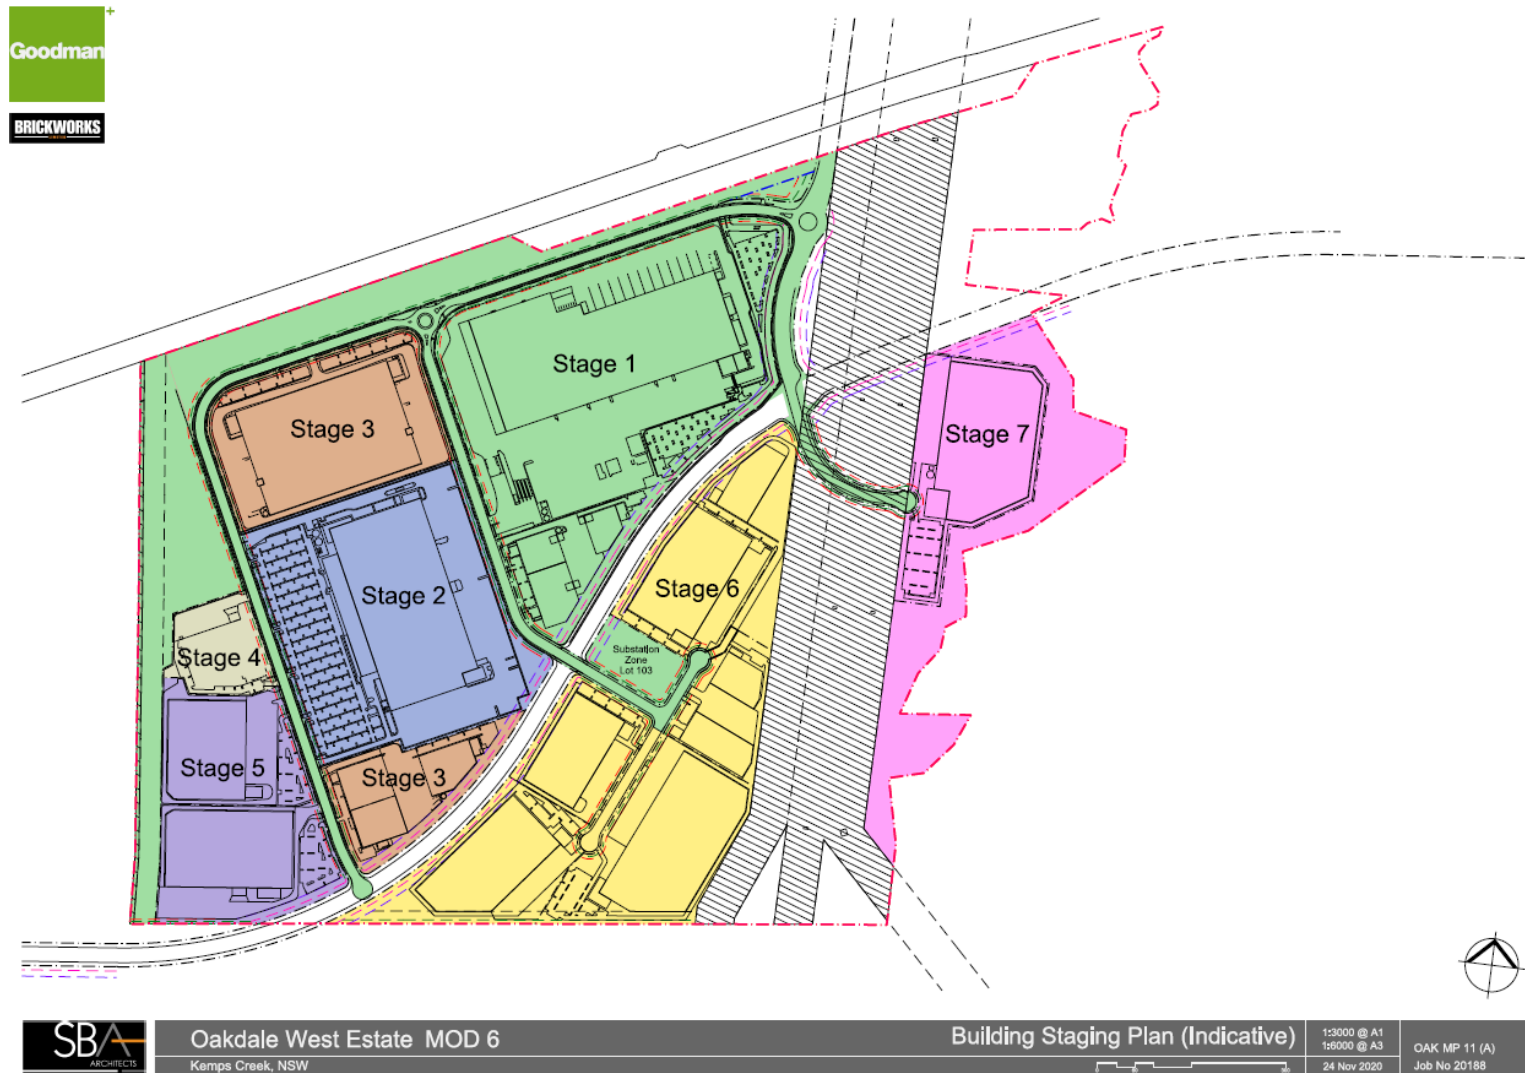 Goodman
BRICKWORKS
Stage 1
Stage 3
Stage 7
Stage 2
Stage 6
Substation
Zone
Lot 103
Stage 4
Stage 5
Stage 3
SBA
ARCHITECTS
Oakdale West Estate MOD 6
Kemps Creek, NSW
Building Staging Plan (Indicative)
1:3000 @ A1
1:6000 @ A3
24 Nov 2020
OAK MP 11 (A)
Job No 20188